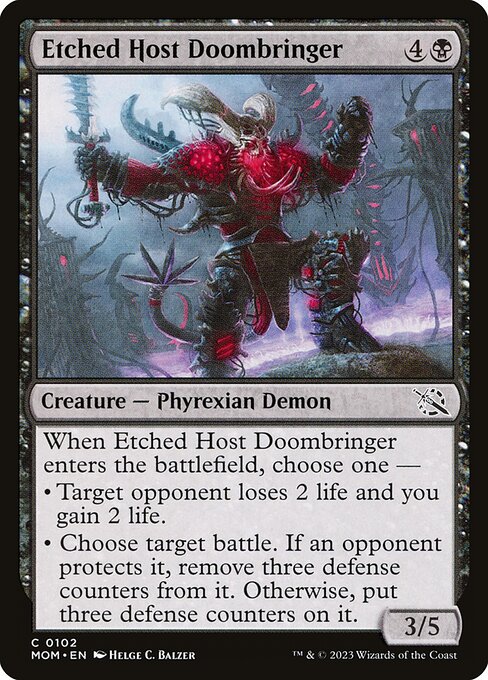 Etched Host Doombringer 4
Creature — Phyrexian Demon
When Etched Host Doombringer
enters the battlefield, choose one —
• Target opponent loses 2 life and you
gain 2 life.
• Choose target battle. If an opponent
protects it, remove three defense
counters from it. Otherwise, put
three defense counters on it.
3/5
C 0102
MOM • EN Helge C. Balzer
™ & © 2023 Wizards of the Coast